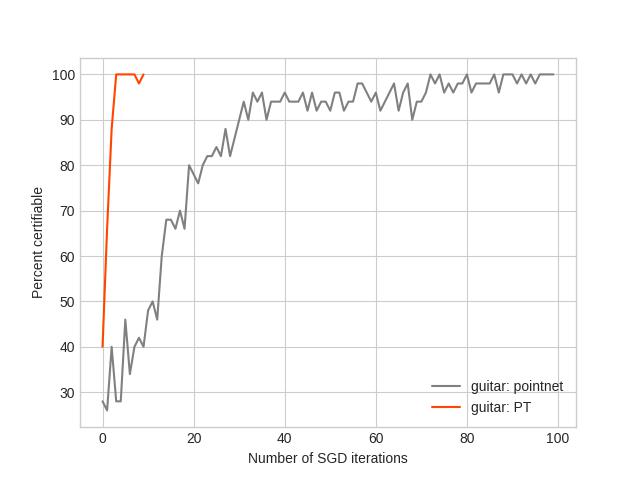 100
90
80
70
60
50
40
30
Percent certifiable
guitar: pointnet
guitar: PT
0 20 40 60 80 100
Number of SGD iterations